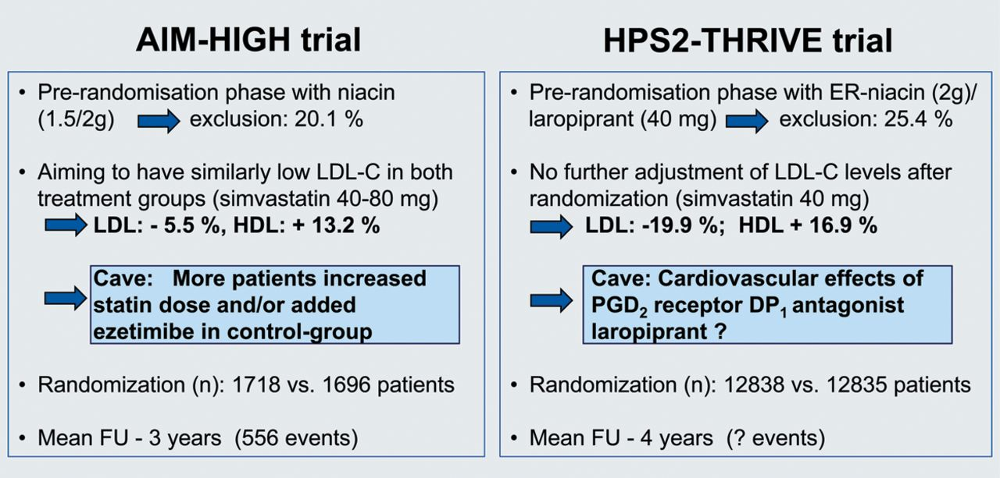 AIM-HIGH trial
• Pre-randomisation phase with niacin
(1.5/2g) exclusion: 20.1 %
• Aiming to have similarly low LDL-C in both
treatment groups (simvastatin 40-80 mg)
LDL: - 5.5 %, HDL: + 13.2 %
Cave: More patients increased
statin dose and/or added
ezetimibe in control-group
• Randomization (n): 1718 vs. 1696 patients
• Mean FU - 3 years (556 events)
HPS2-THRIVE trial
• Pre-randomisation phase with ER-niacin (2g)/
laropiprant (40 mg) exclusion: 25.4 %
• No further adjustment of LDL-C levels after
randomization (simvastatin 40 mg)
LDL: -19.9 %; HDL + 16.9 %
Cave: Cardiovascular effects of
PGD₂ receptor DP₁ antagonist
laropiprant ?
• Randomization (n): 12838 vs. 12835 patients
• Mean FU - 4 years (? events)